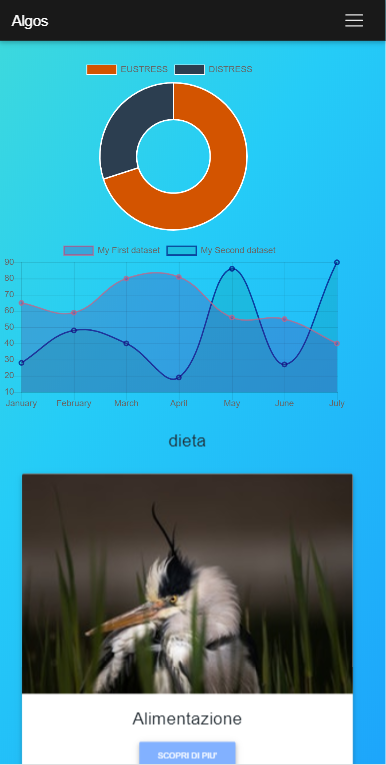 Algos
EUSTRESS DISTRESS
My First dataset My Second dataset
90
80
70
60
50
40
30
20
10
January February March April May June July
dieta
Alimentazione
SCOPRI DI PIU'